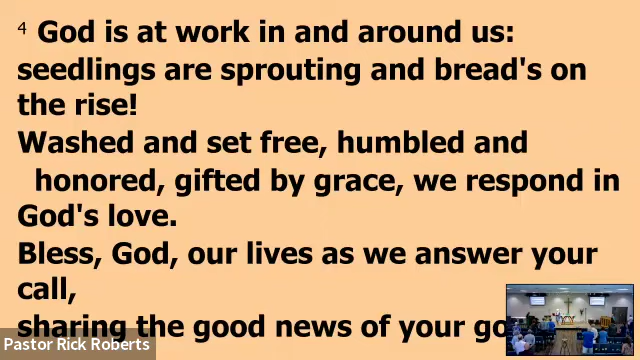 4 God is at work in and around us:
seedlings are sprouting and bread's on
the rise!
Washed and set free, humbled and
honored, gifted by grace, we respond in
God's love.
Bless, God, our lives as we answer your
call,
sharing the good news of your
Pastor Rick Roberts